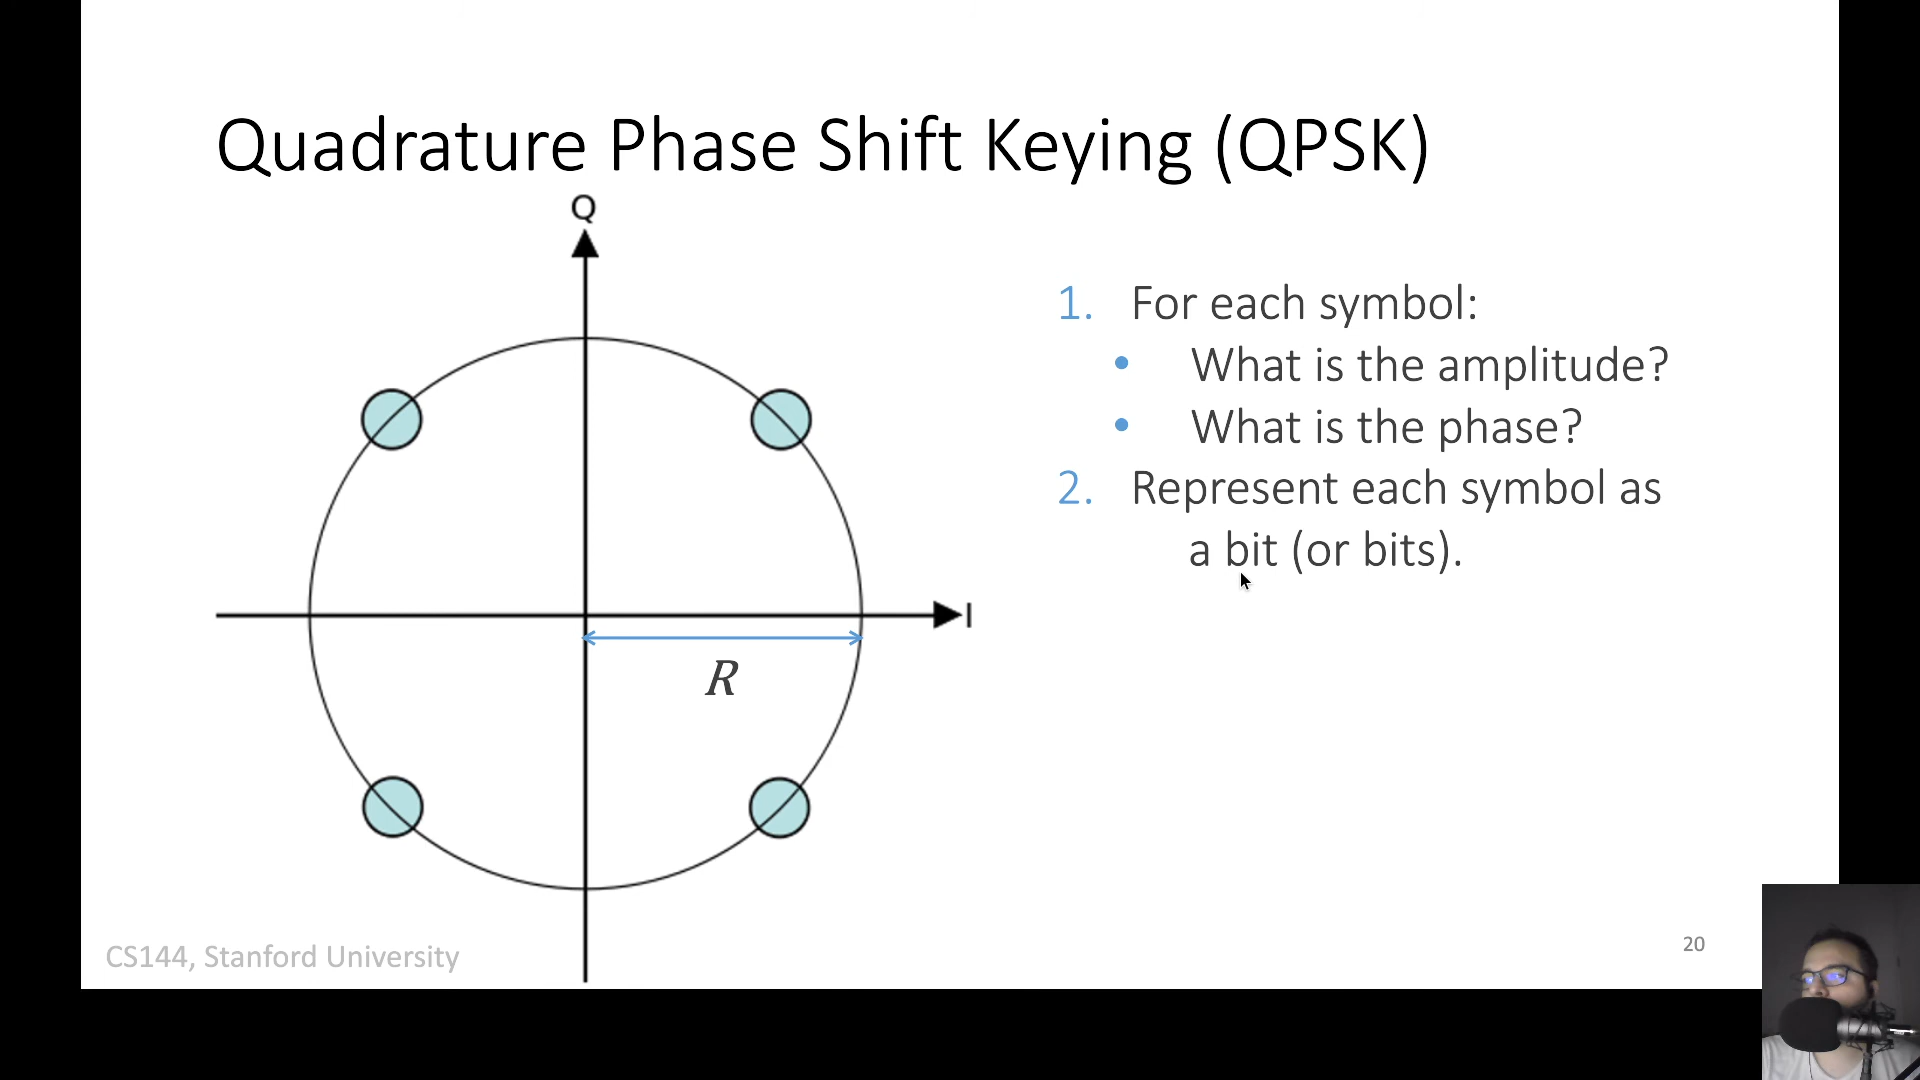 Quadrature Phase Shift Keying (QPSK)
Q
I
R
1. For each symbol:
• What is the amplitude?
• What is the phase?
2. Represent each symbol as
a bit (or bits).
CS144, Stanford University
20